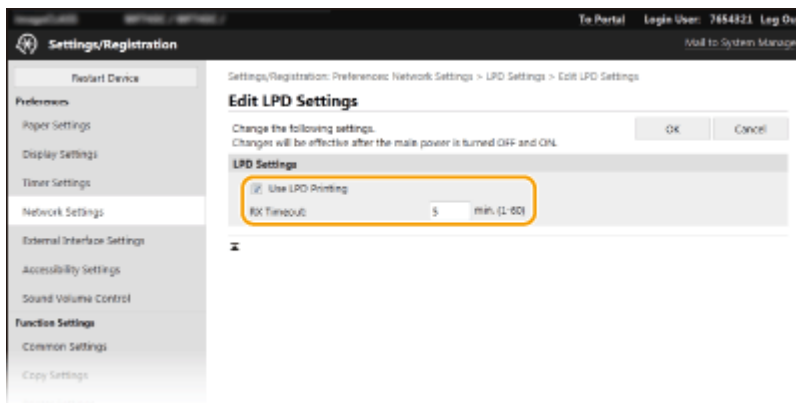 To Portal Login User: 7654321 Log Ou
Settings/Registration
Mail to System Manage
Restart Device
Settings/Registration: Preferences: Network Settings > LPD Settings > Edit LPD Settings
Preferences
Edit LPD Settings
Paper Settings
Change the following settings.
OK
Cancel
Changes will be effective after the main power is turned OFF and ON.
Display Settings
LPD Settings
Timer Settings
Use LPD Printing
Network Settings
RX Timeout:
5
min. (1-60)
External Interface Settings
Accessibility Settings
Sound Volume Control
Function Settings
Common Settings
Copy Settings